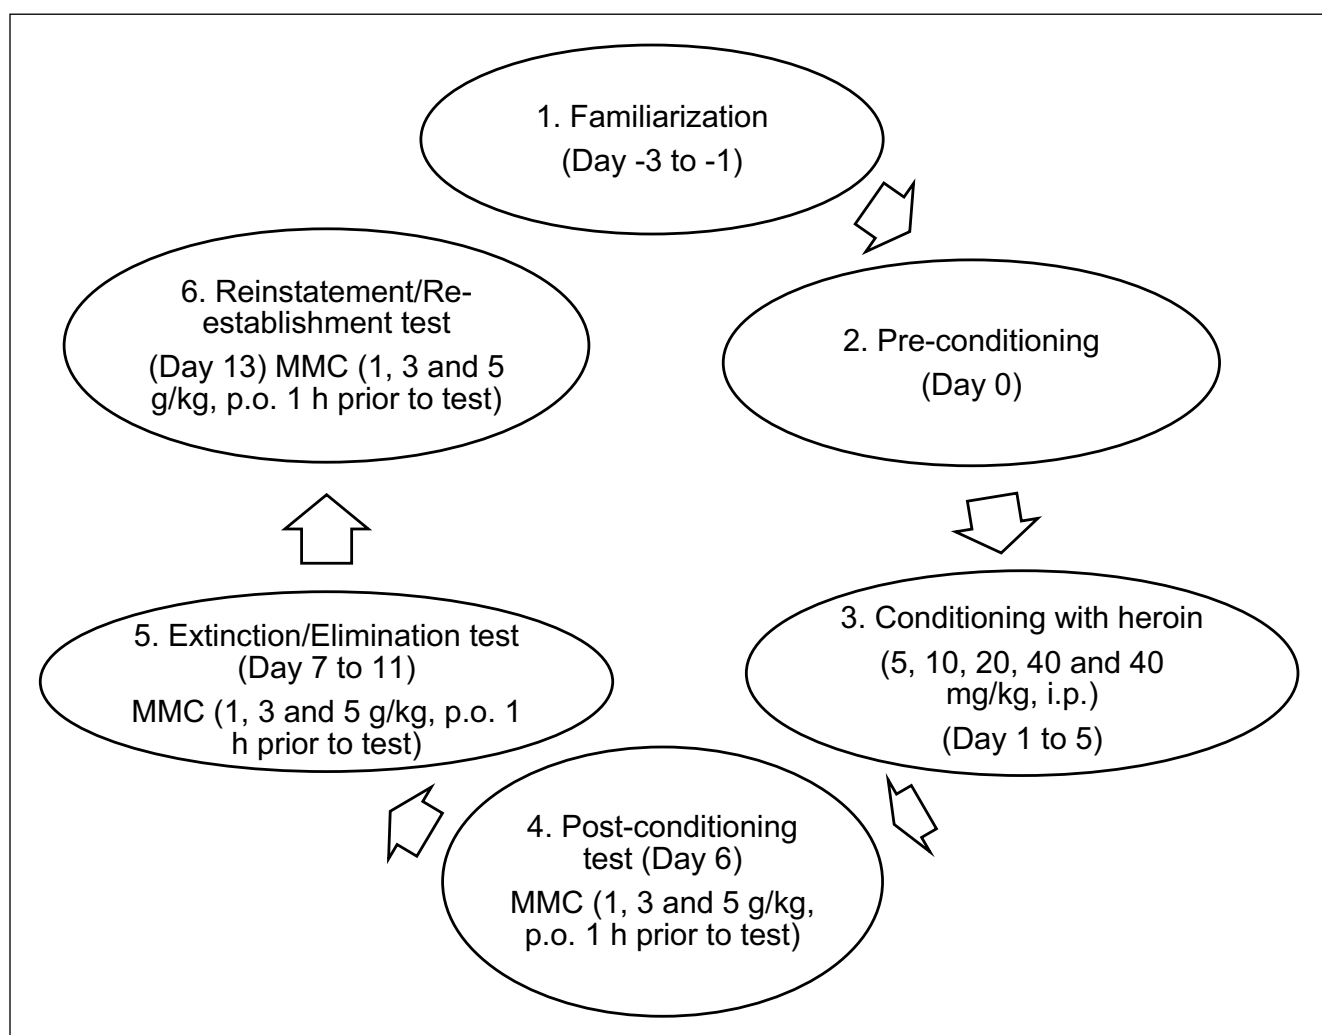 1. Familiarization
(Day -3 to -1)
2. Pre-conditioning
(Day 0)
3. Conditioning with heroin
(5, 10, 20, 40 and 40
mg/kg, i.p.)
(Day 1 to 5)
4. Post-conditioning
test (Day 6)
MMC (1, 3 and 5 g/kg,
p.o. 1 h prior to test)
5. Extinction/Elimination test
(Day 7 to 11)
MMC (1, 3 and 5 g/kg, p.o. 1
h prior to test)
6. Reinstatement/Re-
establishment test
(Day 13) MMC (1, 3 and 5
g/kg, p.o. 1 h prior to test)